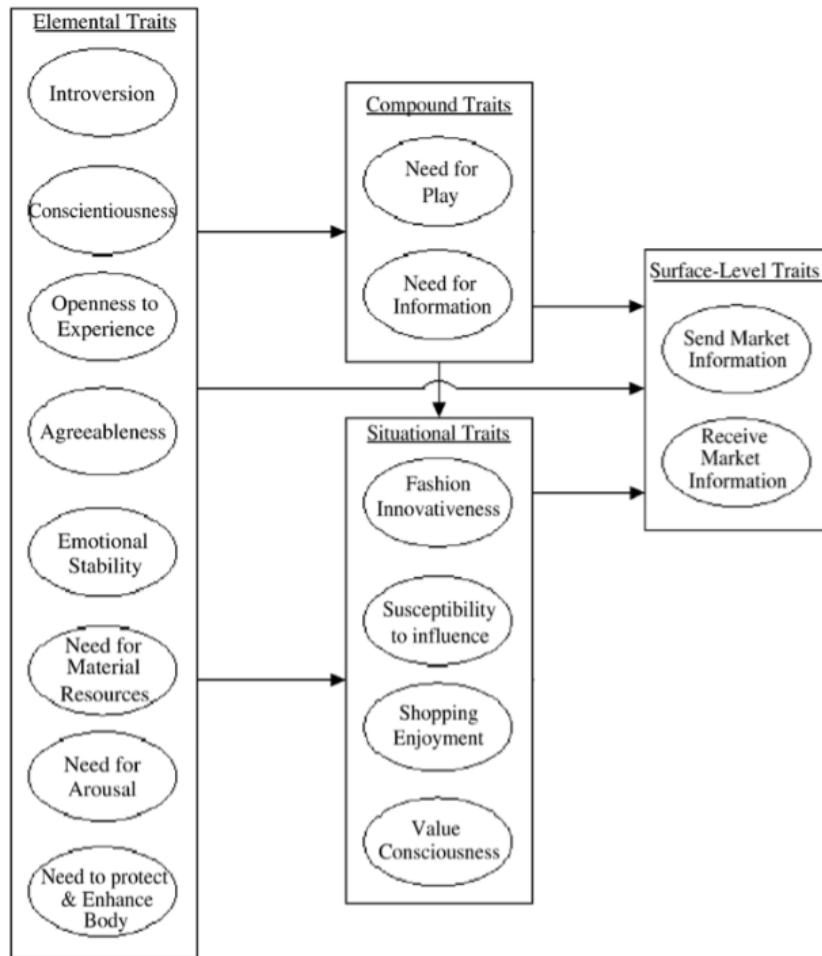 Elemental Traits
Introversion
Conscientiousness
Openness to
Experience
Agreeableness
Emotional
Stability
Need for
Material
Resources
Need for
Arousal
Need to protect
& Enhance
Body
Compound Traits
Need for
Play
Need for
Information
Situational Traits
Fashion
Innovativeness
Susceptibility
to influence
Shopping
Enjoyment
Value
Consciousness
Surface-Level Traits
Send Market
Information
Receive
Market
Information